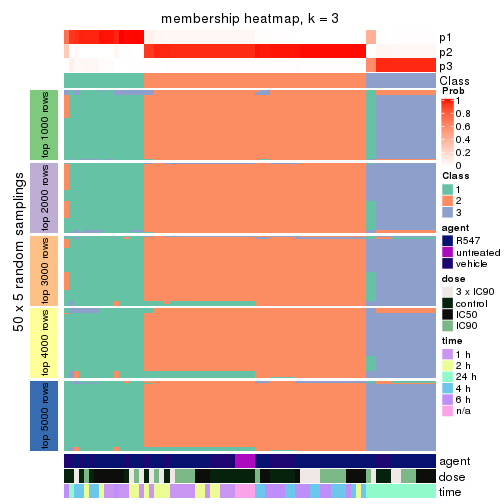 membership heatmap, k = 3
p1
p2
p3
Class
50 x 5 random samplings
top 1000 rows
top 2000 rows
top 3000 rows
top 4000 rows
top 5000 rows
agent
dose
time
Prob
1
0.8
0.6
0.4
0.2
0
Class
1
2
3
agent
R547
untreated
vehicle
dose
3 x IC90
control
IC50
IC90
time
1 h
2 h
24 h
4 h
6 h
n/a